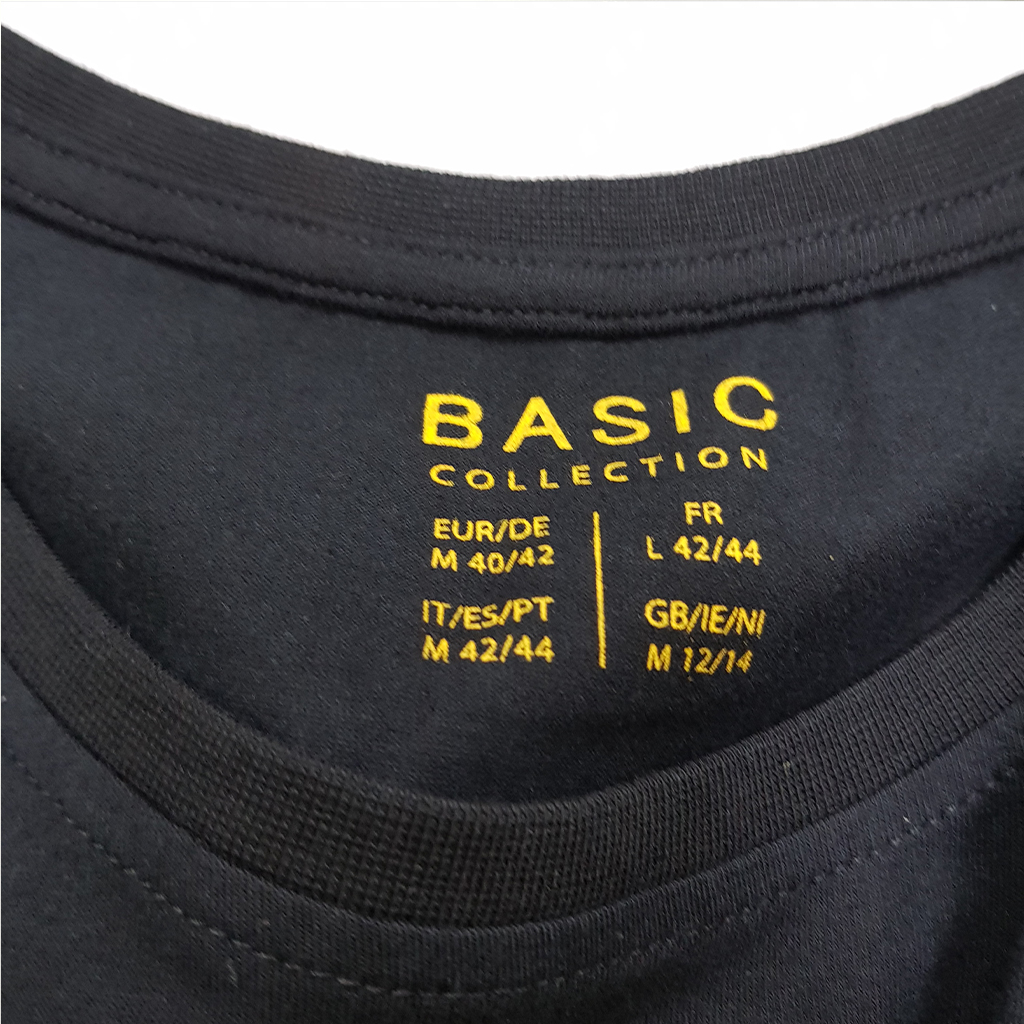 BASIC
COLLECTION
EUR/DE
M 40/42
FR
L 42/44
IT/ES/PT
M 42/44
GB/IE/NI
M 12/14